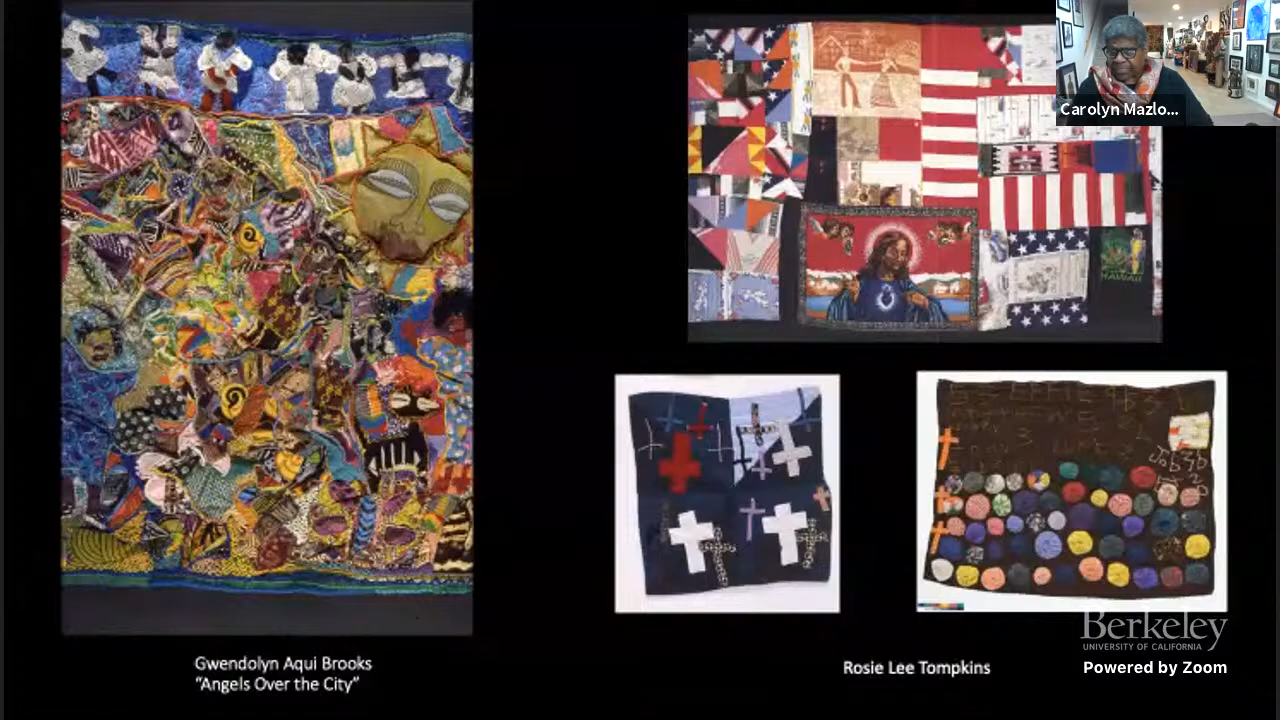 Carolyn Mazlo...
HAWAII
Gwendolyn Aqui Brooks
“Angels Over the City”
Rosie Lee Tompkins
Berkeley
UNIVERSITY OF CALIFORNIA
Powered by Zoom